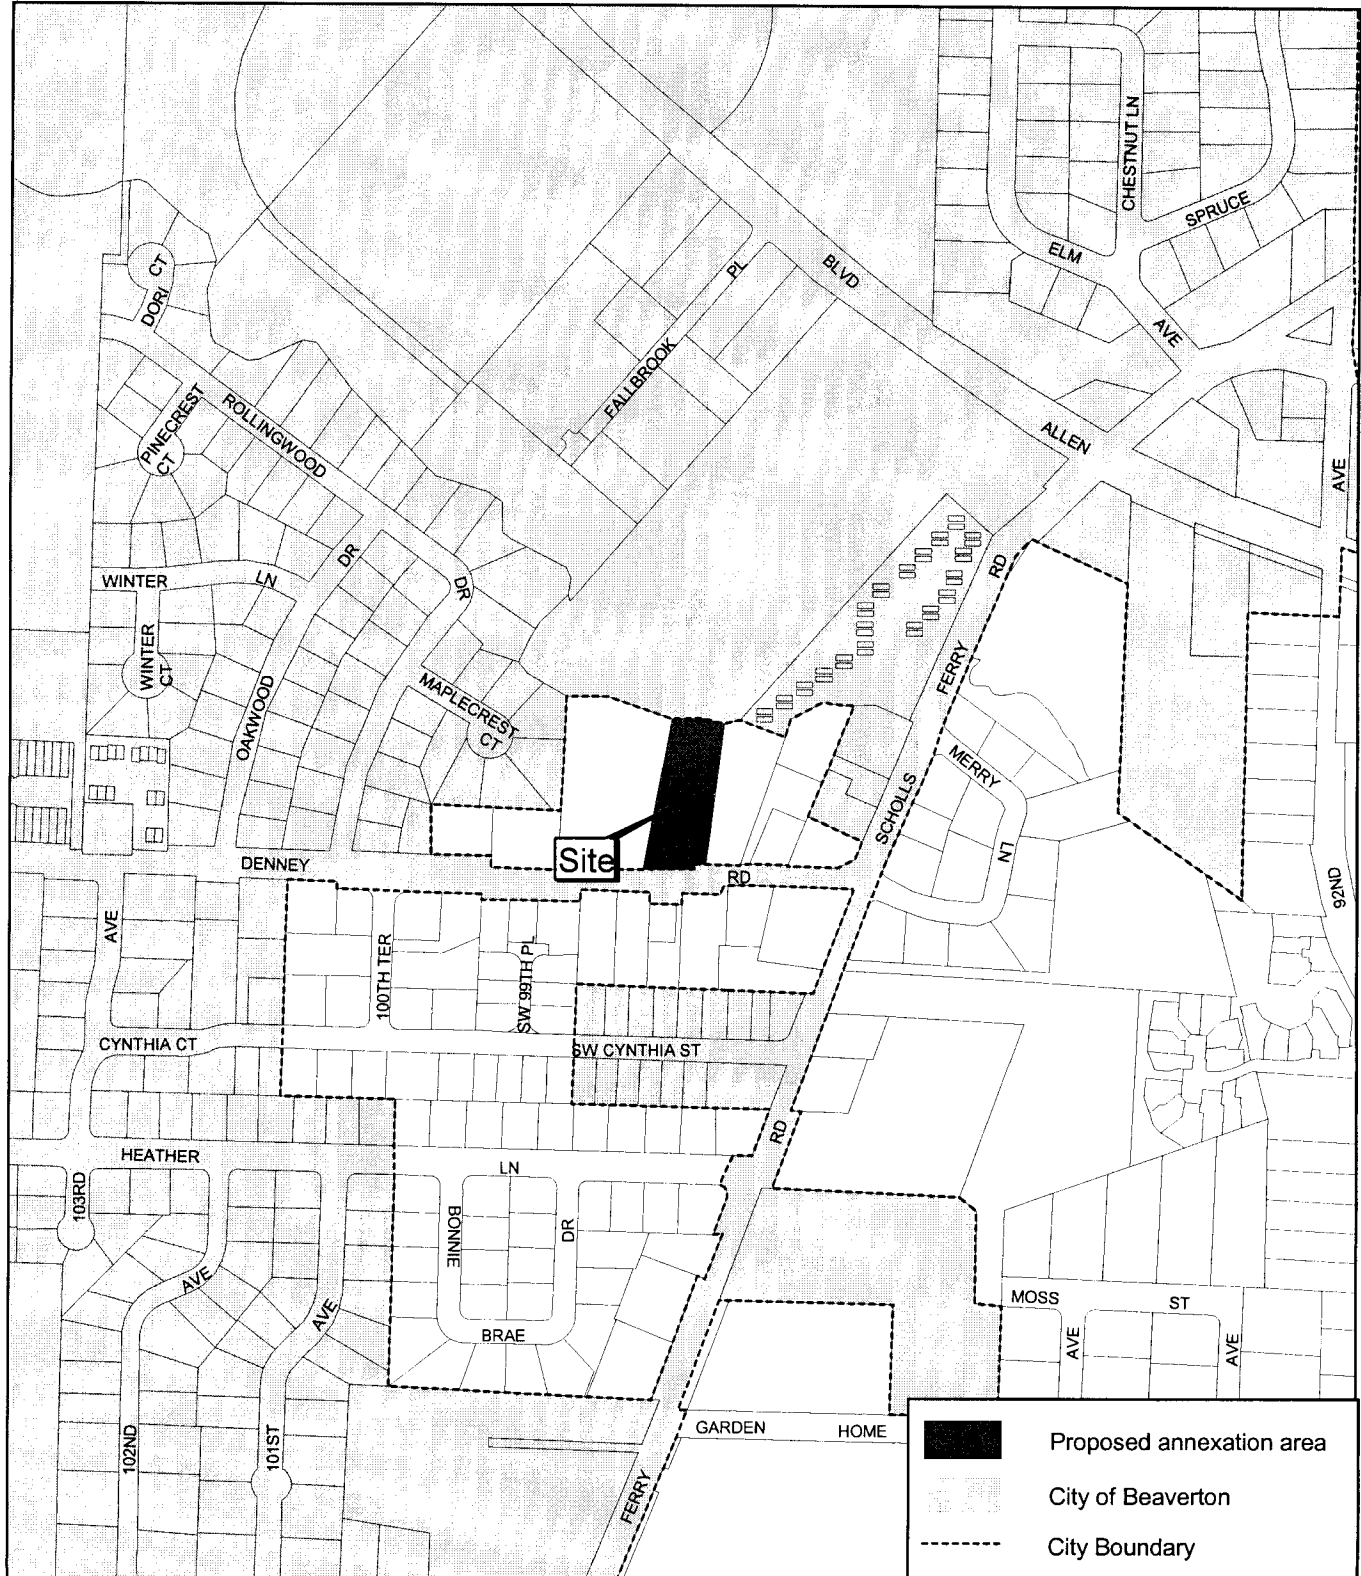 CHESTNUT LN
SPRUCE
ELM
AVE
BLVD
PL
FALLBROOK
ALLEN
AVE
CT
DORI
PINECREST
CT
ROLLINGWOOD
DR
DR
WINTER
LN
WINTER
CT
OAKWOOD
MAPLECREST
CT
RD
FERRY
SCHOLLS
MERRY
LN
Site
DENNEY
RD
92ND
AVE
100TH TER
SW 99TH PL
CYNTHIA CT
SW CYNTHIA ST
RD
HEATHER
LN
103RD
BONNIE
DR
AVE
AVE
BRAE
MOSS
ST
AVE
AVE
102ND
101ST
GARDEN
HOME
FERRY
Proposed annexation area
City of Beaverton
City Boundary